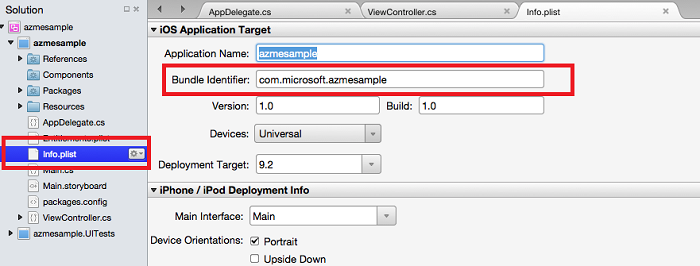 Solution
azmesample
azmesample
References
Components
Packages
Resources
AppDelegate.cs
Entitlements.plist
Info.plist
Main.cs
Main.storyboard
packages.config
ViewController.cs
azmesample.UITests
AppDelegate.cs
ViewController.cs
Info.plist
iOS Application Target
Application Name: azmesample
Bundle Identifier: com.microsoft.azmesample
Version: 1.0 Build: 1.0
Devices: Universal
Deployment Target: 9.2
iPhone / iPod Deployment Info
Main Interface: Main
Device Orientations: Portrait
Upside Down